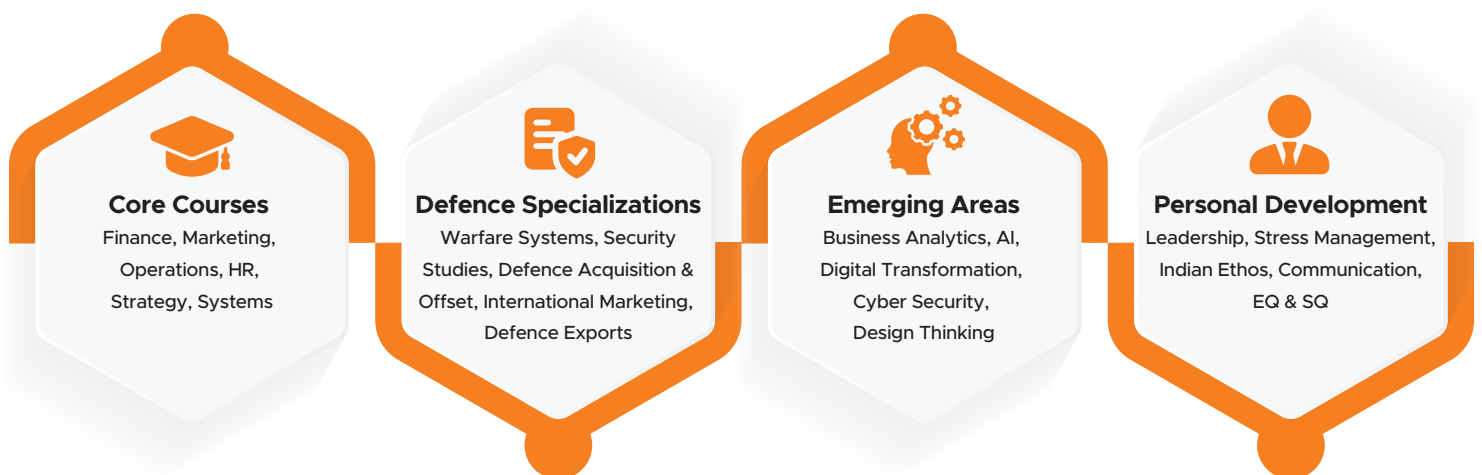 Core Courses
Finance, Marketing,
Operations, HR,
Strategy, Systems
Defence Specializations
Warfare Systems, Security
Studies, Defence Acquisition &
Offset, International Marketing,
Defence Exports
Emerging Areas
Business Analytics, AI,
Digital Transformation,
Cyber Security,
Design Thinking
Personal Development
Leadership, Stress Management,
Indian Ethos, Communication,
EQ & SQ